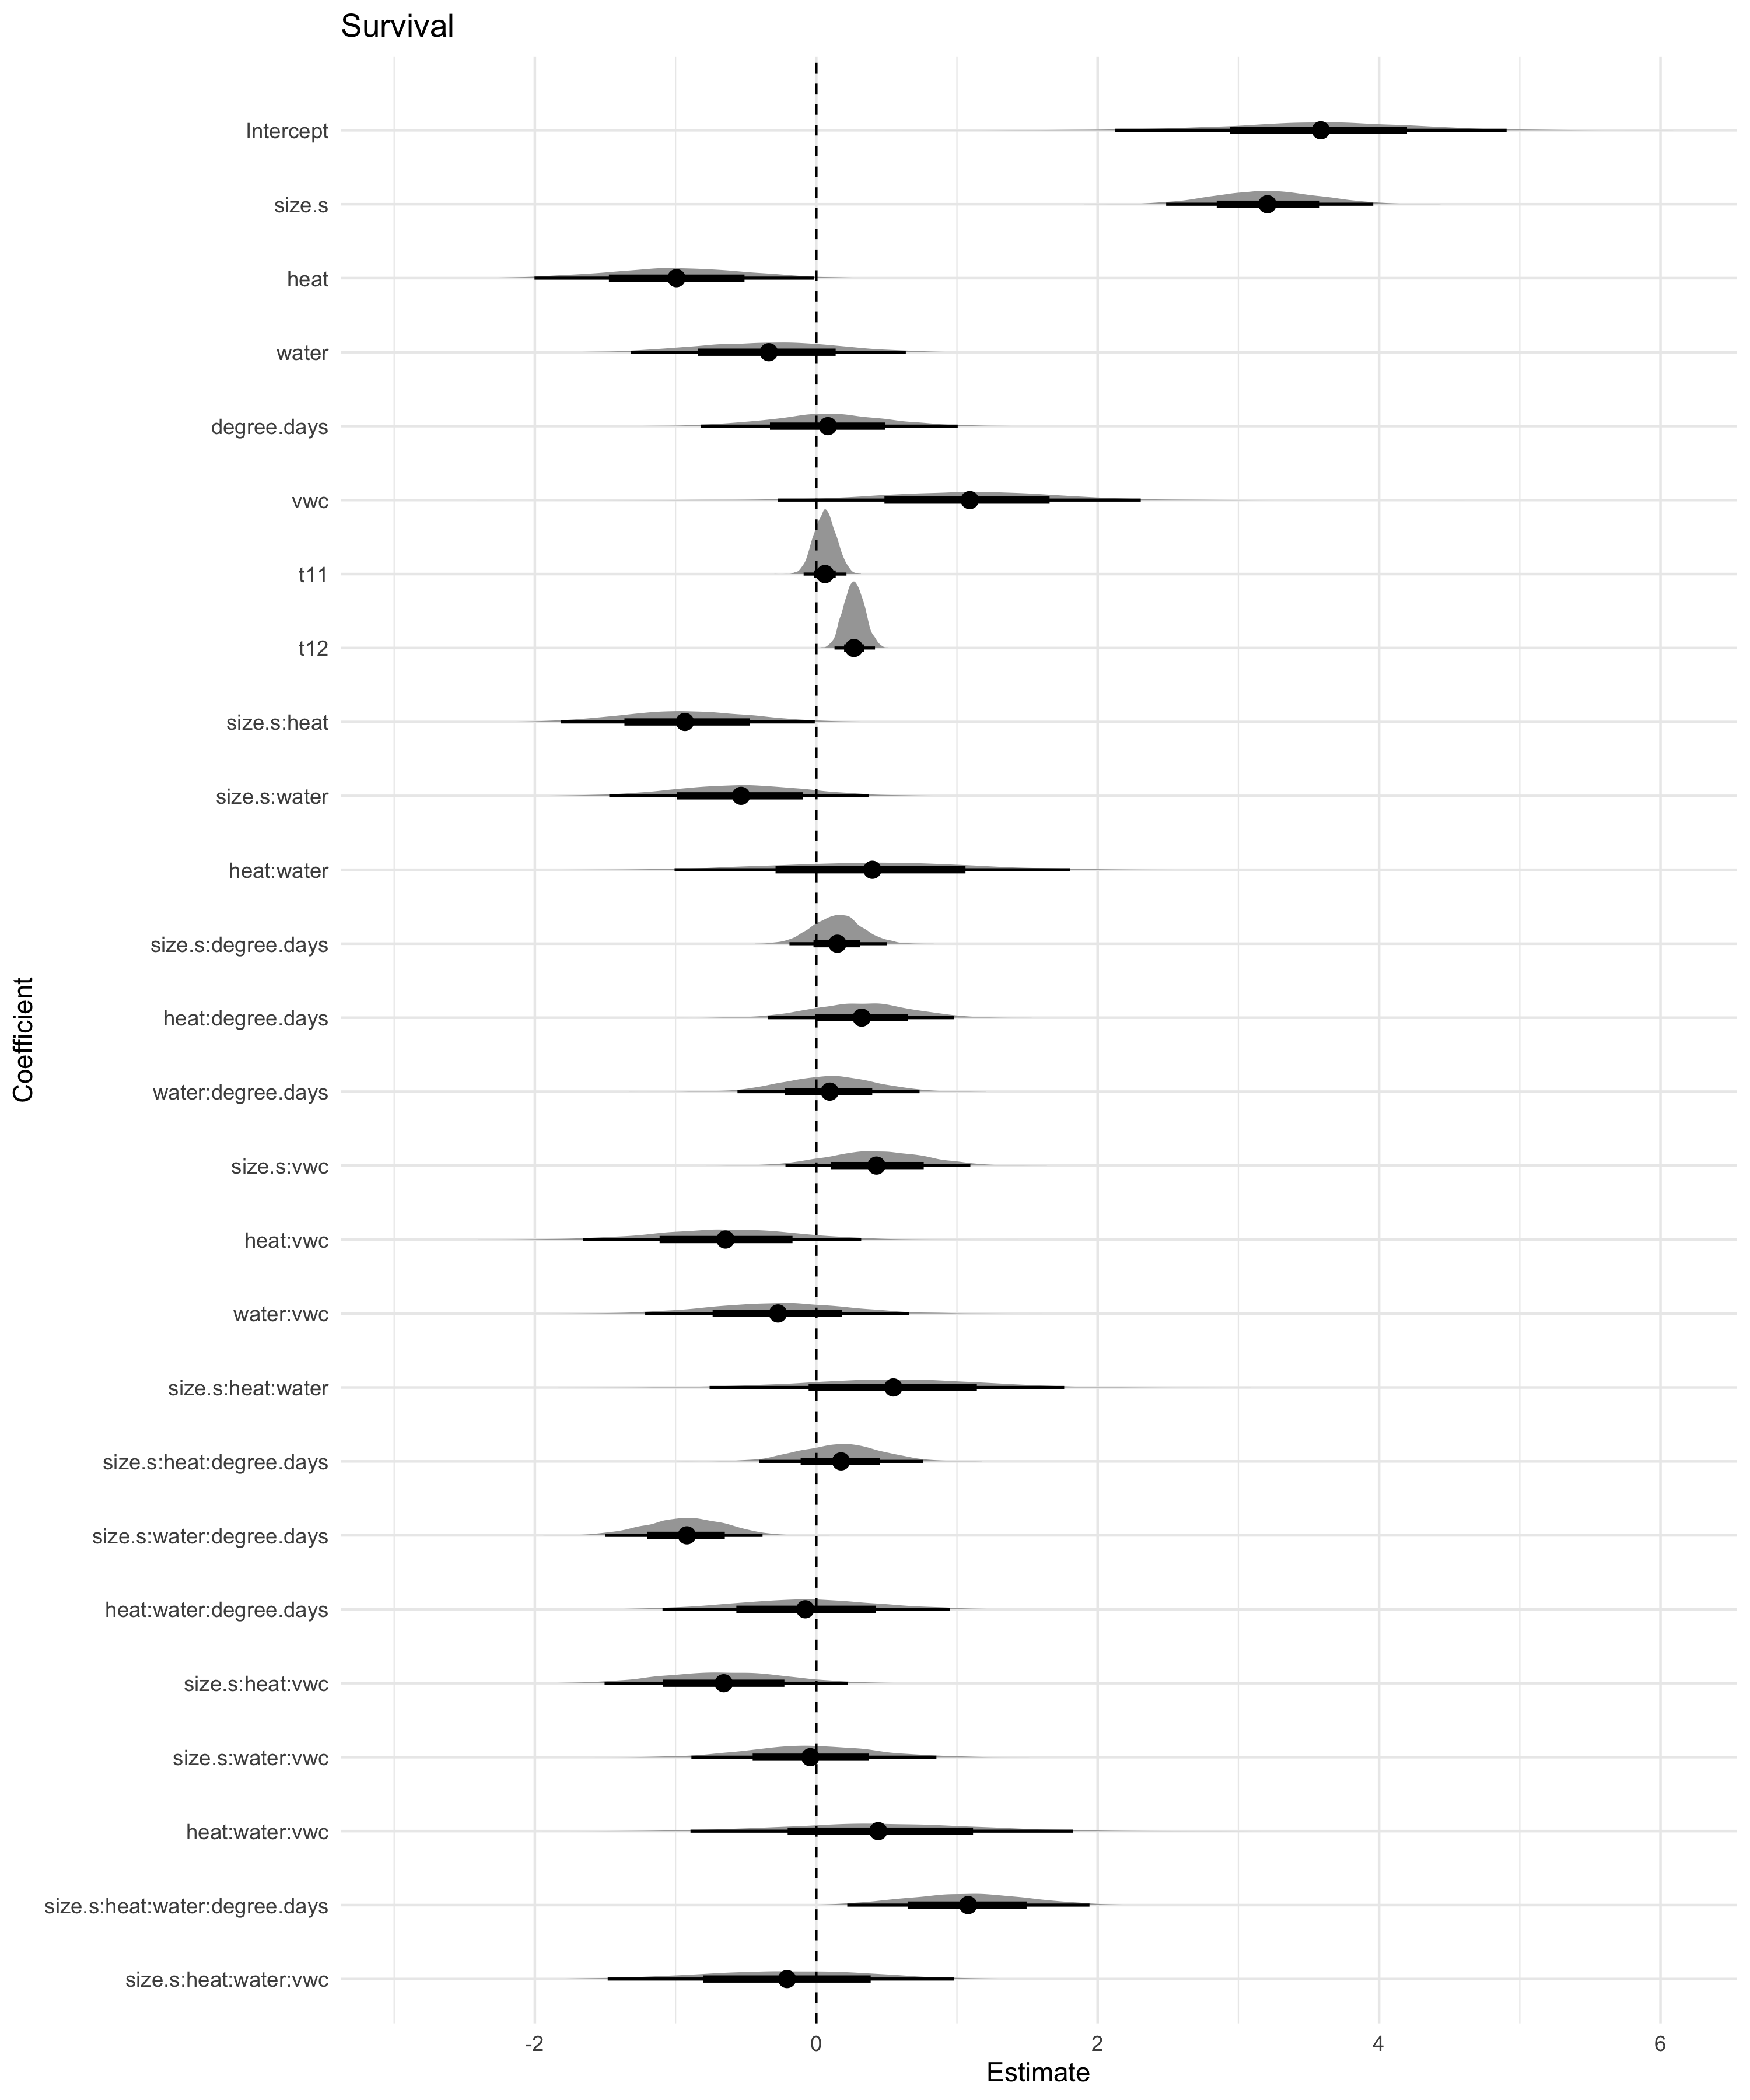 Survival
Intercept
size.s
heat
water
degree.days
vwc
t11
t12
size.s:heat
size.s:water
heat:water
size.s:degree.days
heat:degree.days
water:degree.days
size.s:vwc
heat:vwc
water:vwc
size.s:heat:water
size.s:heat:degree.days
size.s:water:degree.days
heat:water:degree.days
size.s:heat:vwc
size.s:water:vwc
heat:water:vwc
size.s:heat:water:degree.days
size.s:heat:water:vwc
Coefficient
-2 0 2 4 6
Estimate